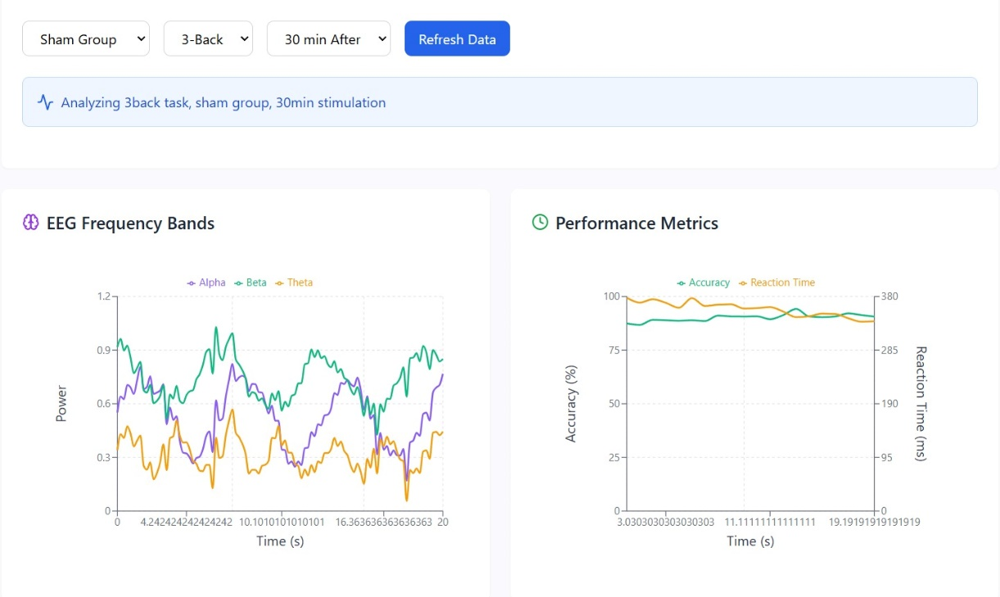 Sham Group 3-Back 30 min After Refresh Data
Analyzing 3back task, sham group, 30min stimulation
EEG Frequency Bands
Alpha Beta Theta
1.2
0.9
0.6
0.3
0
Power
0 4.242424242424242 10.1010101010101 16.363636363636363 20
Time (s)
Performance Metrics
Accuracy Reaction Time
100
75
50
25
0
Accuracy (%)
380
285
190
95
0
Reaction Time (ms)
3.0303030303030303 11.11111111111111 19.19191919191919
Time (s)